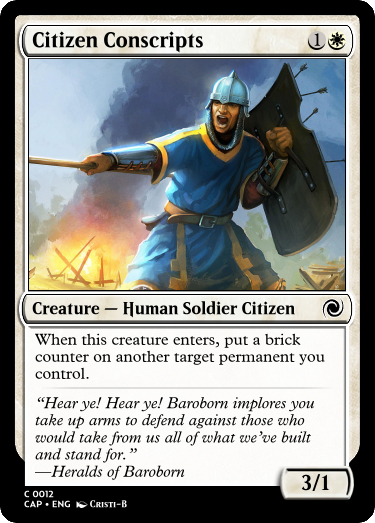 Citizen Conscripts 1
Creature — Human Soldier Citizen
When this creature enters, put a brick
counter on another target permanent you
control.
“Hear ye! Hear ye! Baroborn implores you
take up arms to defend against those who
would take from us all of what we’ve built
and stand for.”
—Heralds of Baroborn
3/1
C 0012
CAP • ENG Cristi-B